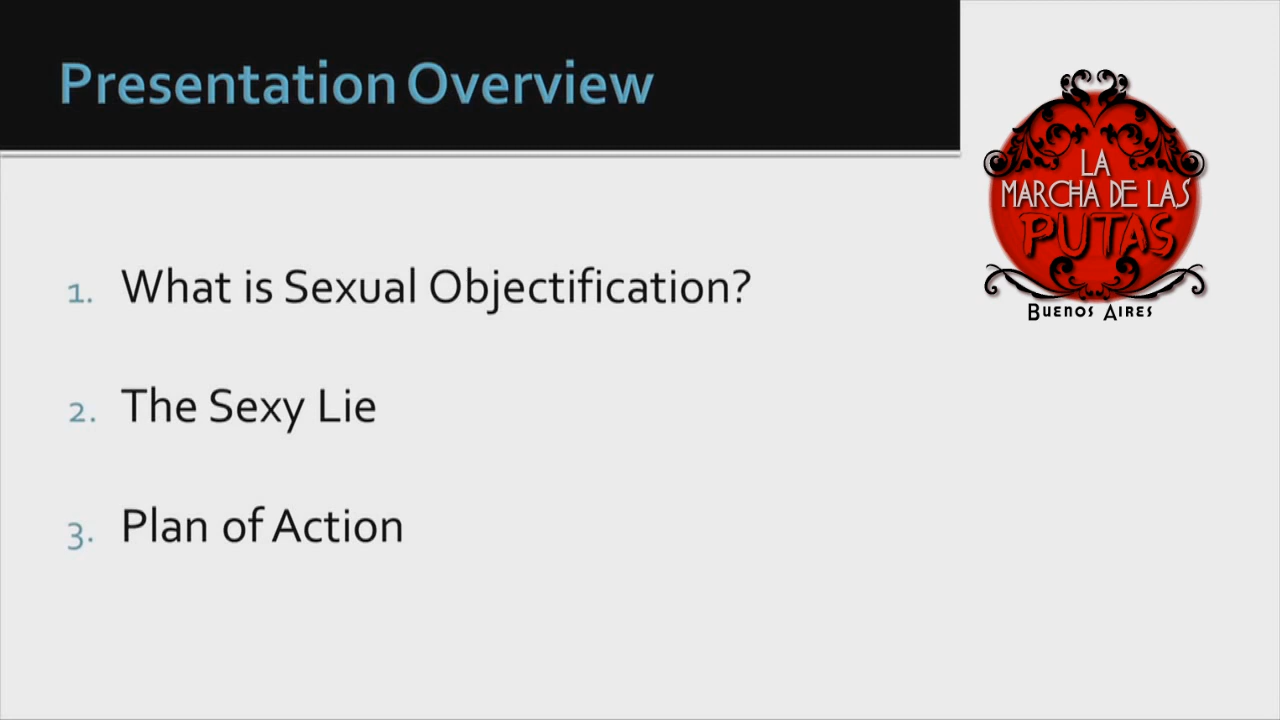 Presentation Overview
LA
MARCHA DE LAS
PUTAS
BUENOS AIRES
1. What is Sexual Objectification?
2. The Sexy Lie
3. Plan of Action